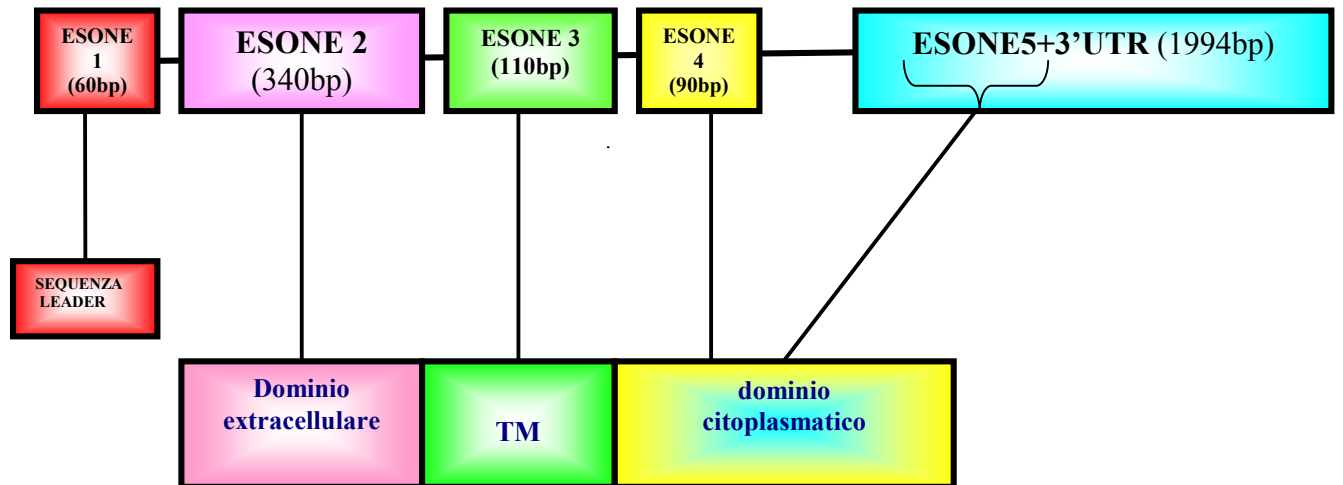 ESONE
1
(60bp)
ESONE 2
(340bp)
ESONE 3
(110bp)
ESONE
4
(90bp)
ESONE5+3’UTR (1994bp)
SEQUENZA
LEADER
Dominio
extracellulare
TM
dominio
citoplasmatico